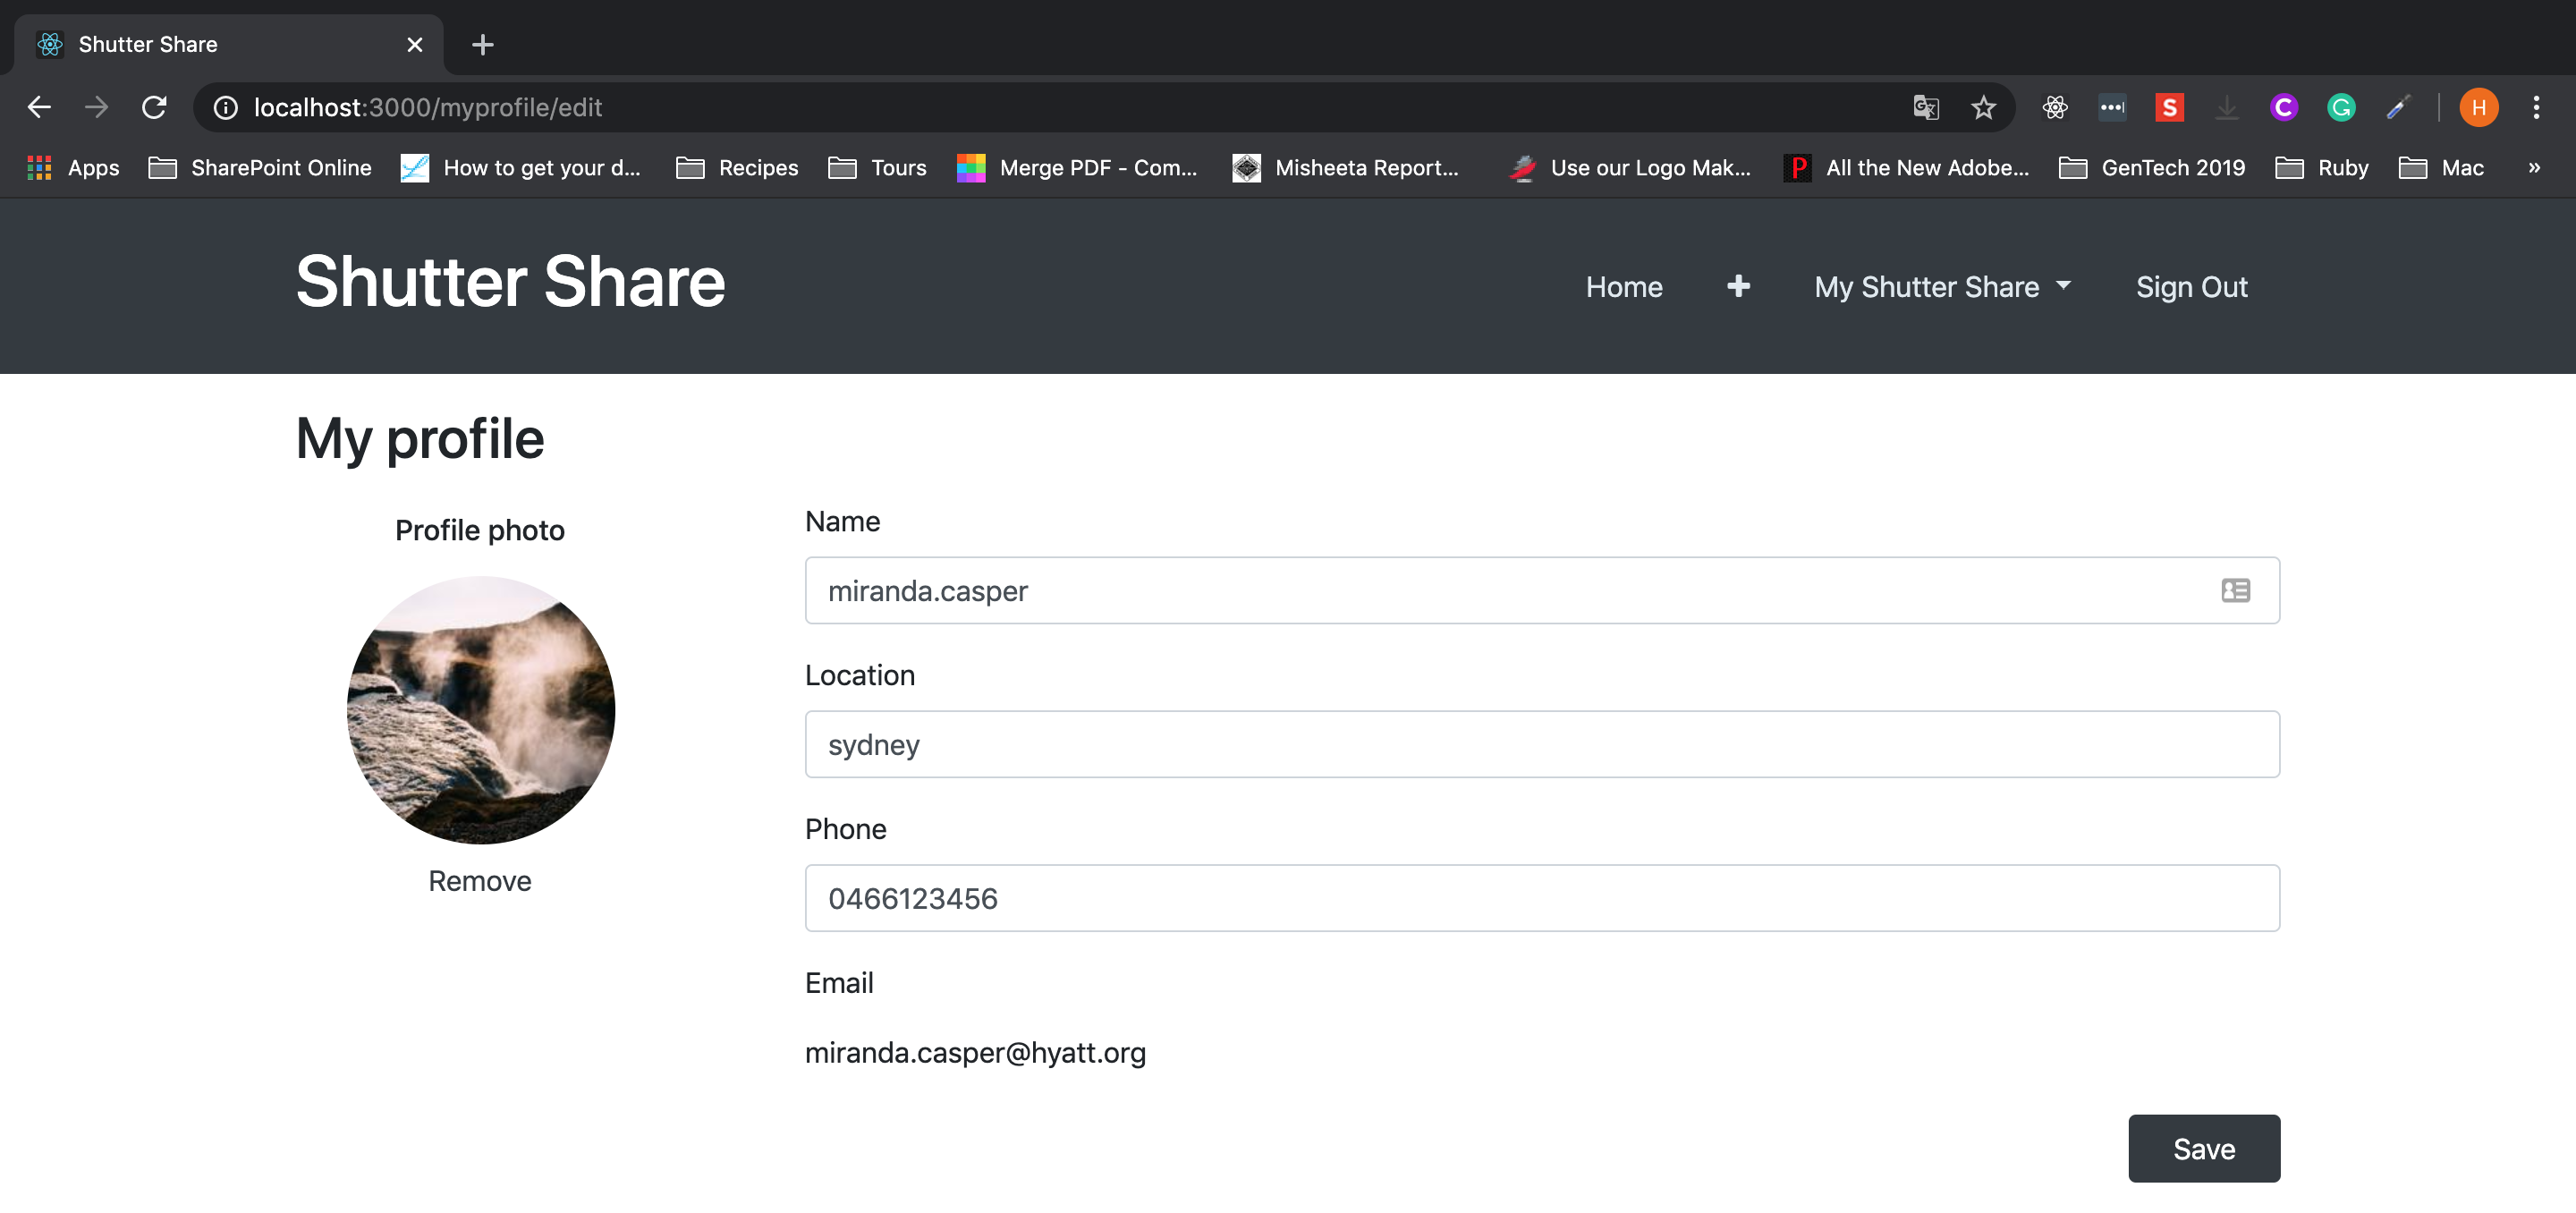 Shutter Share
localhost:3000/myprofile/edit
S C G H
Apps SharePoint Online How to get your d... Recipes Tours Merge PDF - Com... Misheeta Report... Use our Logo Mak... P All the New Adobe... GenTech 2019 Ruby Mac »
Shutter Share Home My Shutter Share Sign Out
My profile
Profile photo
Remove
Name
miranda.casper
Location
sydney
Phone
0466123456
Email
miranda.casper@hyatt.org
Save